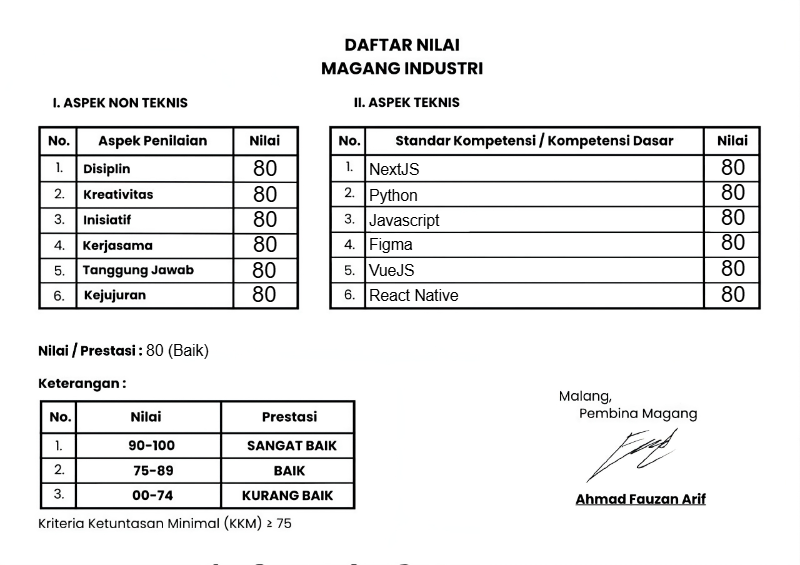 DAFTAR NILAI
MAGANG INDUSTRI
I. ASPEK NON TEKNIS
No. Aspek Penilaian Nilai
1. Disiplin 80
2. Kreativitas 80
3. Inisiatif 80
4. Kerjasama 80
5. Tanggung Jawab 80
6. Kejujuran 80
II. ASPEK TEKNIS
No. Standar Kompetensi / Kompetensi Dasar Nilai
1. NextJS 80
2. Python 80
3. Javascript 80
4. Figma 80
5. VueJS 80
6. React Native 80
Nilai / Prestasi : 80 (Baik)
Keterangan :
No. Nilai Prestasi
1. 90-100 SANGAT BAIK
2. 75-89 BAIK
3. 00-74 KURANG BAIK
Kriteria Ketuntasan Minimal (KKM) ≥ 75
Malang,
Pembina Magang
Ahmad Fauzan Arif